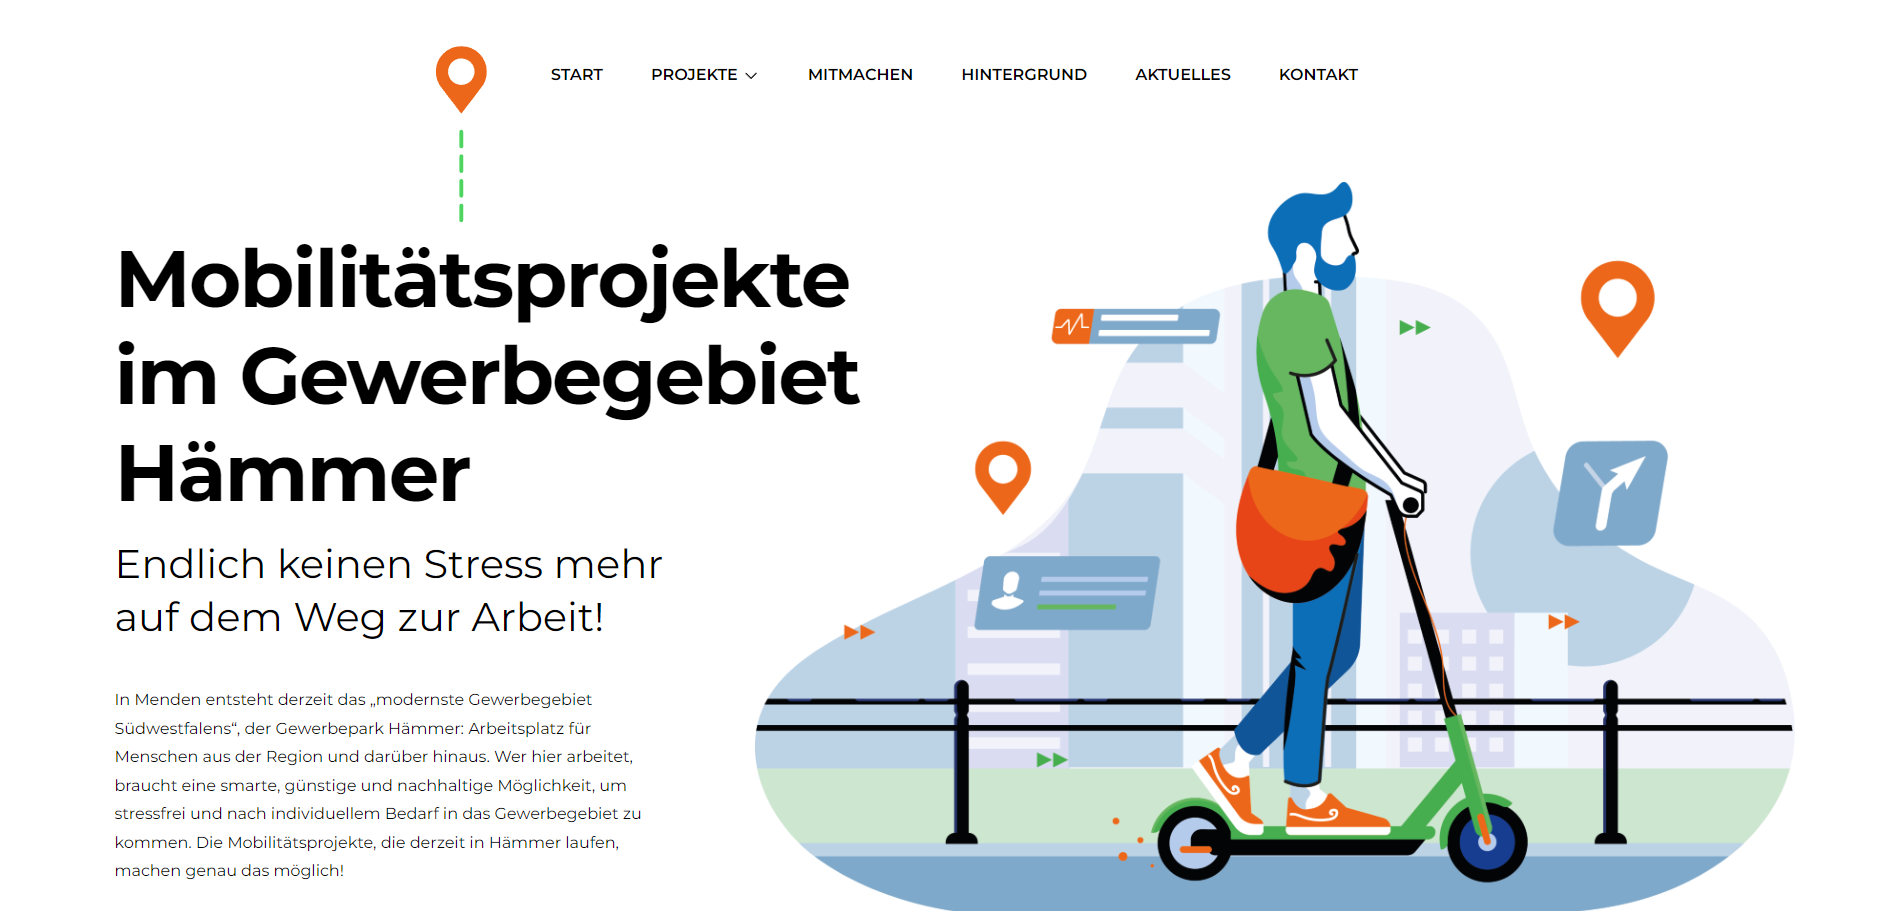 START PROJEKTE MITMACHEN HINTERGRUND AKTUELLES KONTAKT
Mobilitätsprojekte
im Gewerbegebiet
Hämmer
Endlich keinen Stress mehr
auf dem Weg zur Arbeit!
In Menden entsteht derzeit das „modernste Gewerbegebiet
Südwestfalens“, der Gewerbepark Hämmer: Arbeitsplatz für
Menschen aus der Region und darüber hinaus. Wer hier arbeitet,
braucht eine smarte, günstige und nachhaltige Möglichkeit, um
stressfrei und nach individuellem Bedarf in das Gewerbegebiet zu
kommen. Die Mobilitätsprojekte, die derzeit in Hämmer laufen,
machen genau das möglich!